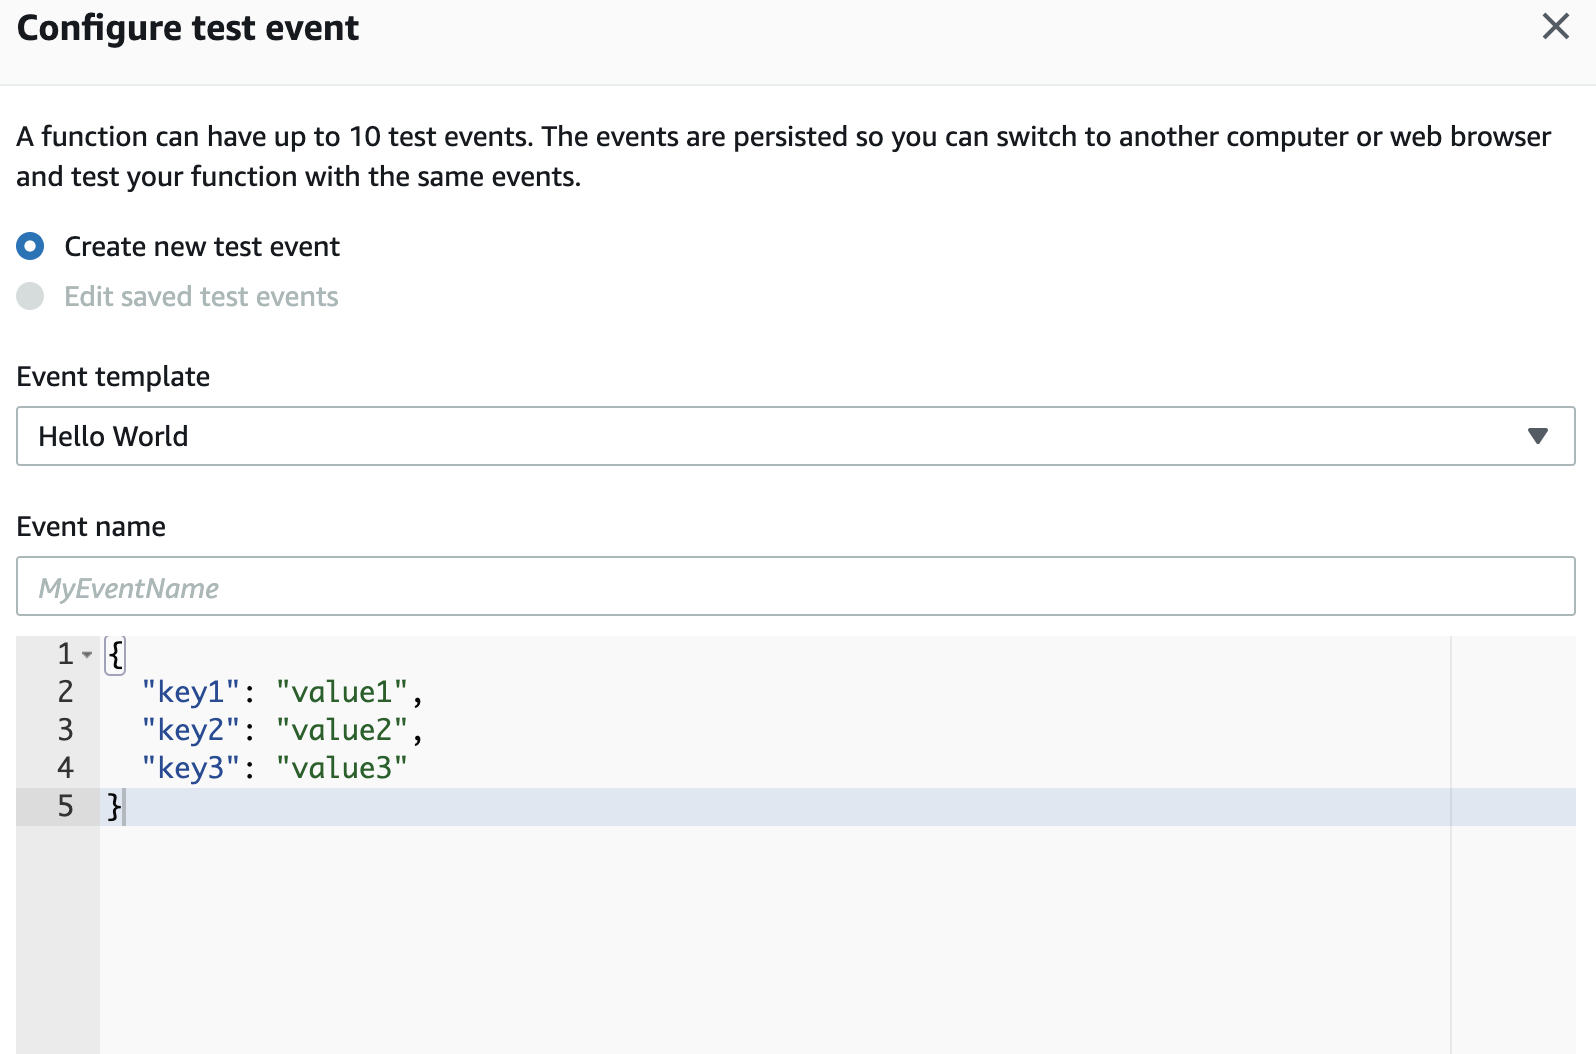 Configure test event
A function can have up to 10 test events. The events are persisted so you can switch to another computer or web browser
and test your function with the same events.
Create new test event
Edit saved test events
Event template
Hello World
Event name
MyEventName
1 {
2 "key1": "value1",
3 "key2": "value2",
4 "key3": "value3"
5 }